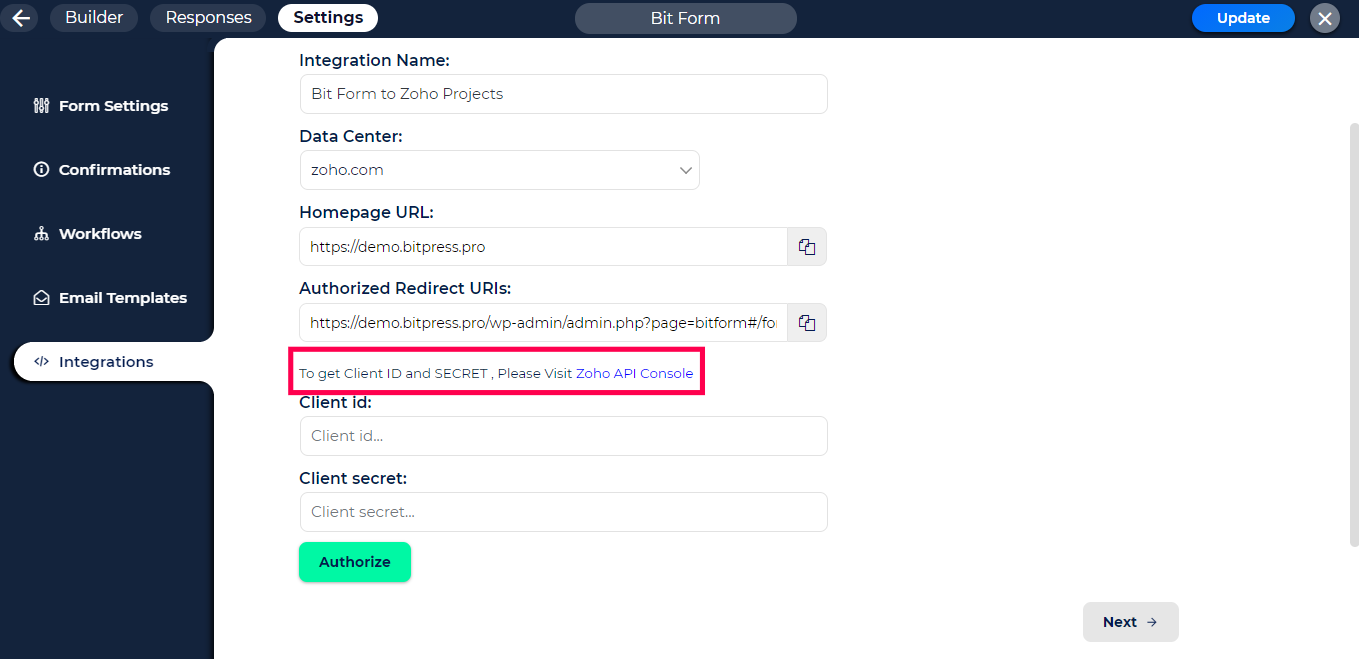 Builder Responses Settings Bit Form Update
Integration Name:
Form Settings
Bit Form to Zoho Projects
Data Center:
Confirmations
zoho.com
Homepage URL:
Workflows
https://demo.bitpress.pro
Authorized Redirect URIs:
Email Templates
https://demo.bitpress.pro/wp-admin/admin.php?page=bitform#/for
Integrations
To get Client ID and SECRET , Please Visit Zoho API Console
Client id:
Client id...
Client secret:
Client secret...
Authorize
Next →